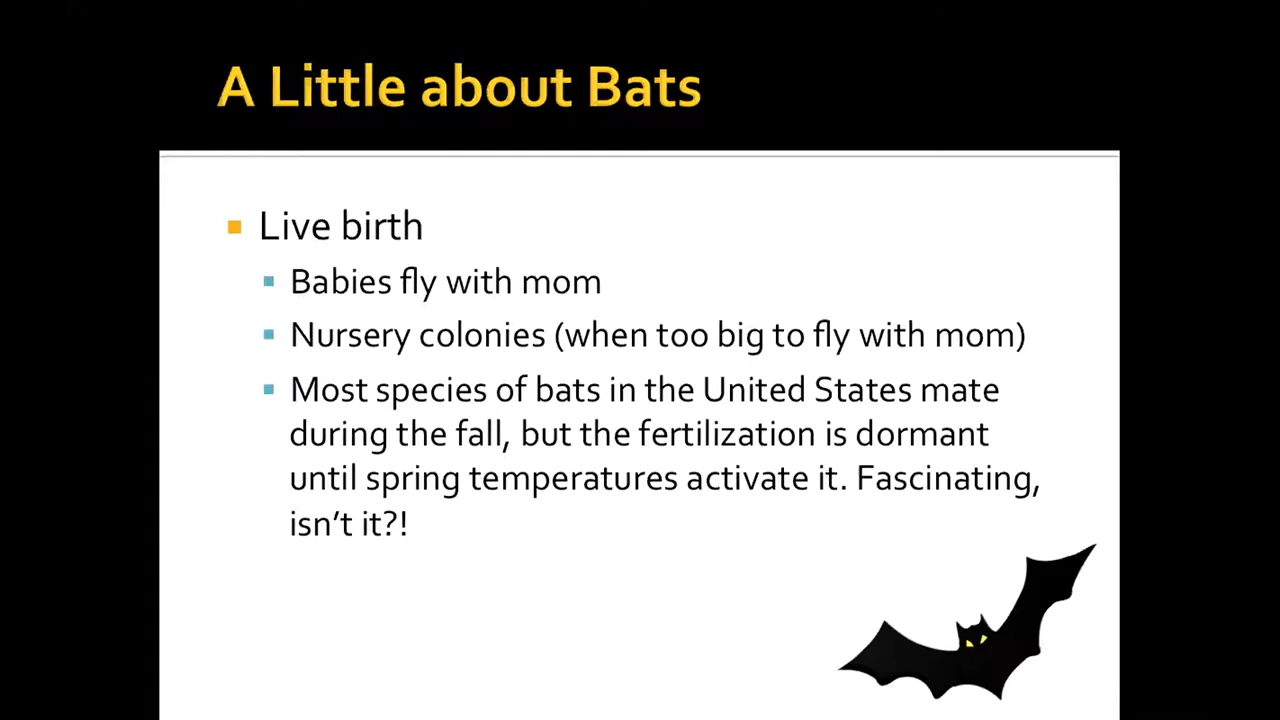 A Little about Bats
Live birth
Babies fly with mom
Nursery colonies (when too big to fly with mom)
Most species of bats in the United States mate
during the fall, but the fertilization is dormant
until spring temperatures activate it. Fascinating,
isn’t it?!